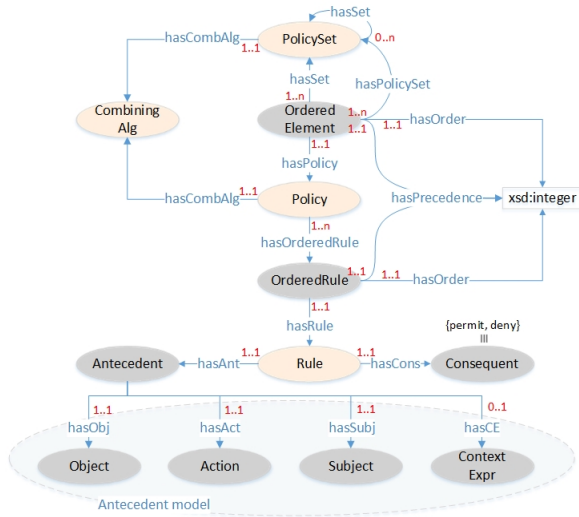 hasSet
hasCombAlg
1..1
PolicySet
0..n
hasSet
hasPolicySet
1..n
Combining
Alg
Ordered
Element
1..n
1..1
1..1
hasOrder
1..1
hasPolicy
hasCombAlg
1..1
Policy
hasPrecedence
xsd:integer
1..n
hasOrderedRule
OrderedRule
1..1
1..1
hasOrder
1..1
hasRule
{permit, deny}
Antecedent
hasAnt
1..1
Rule
1..1
hasCons
Consequent
1..1
1..1
1..1
0..1
hasObj
hasAct
hasSubj
hasCE
Object
Action
Subject
Context
Expr
Antecedent model